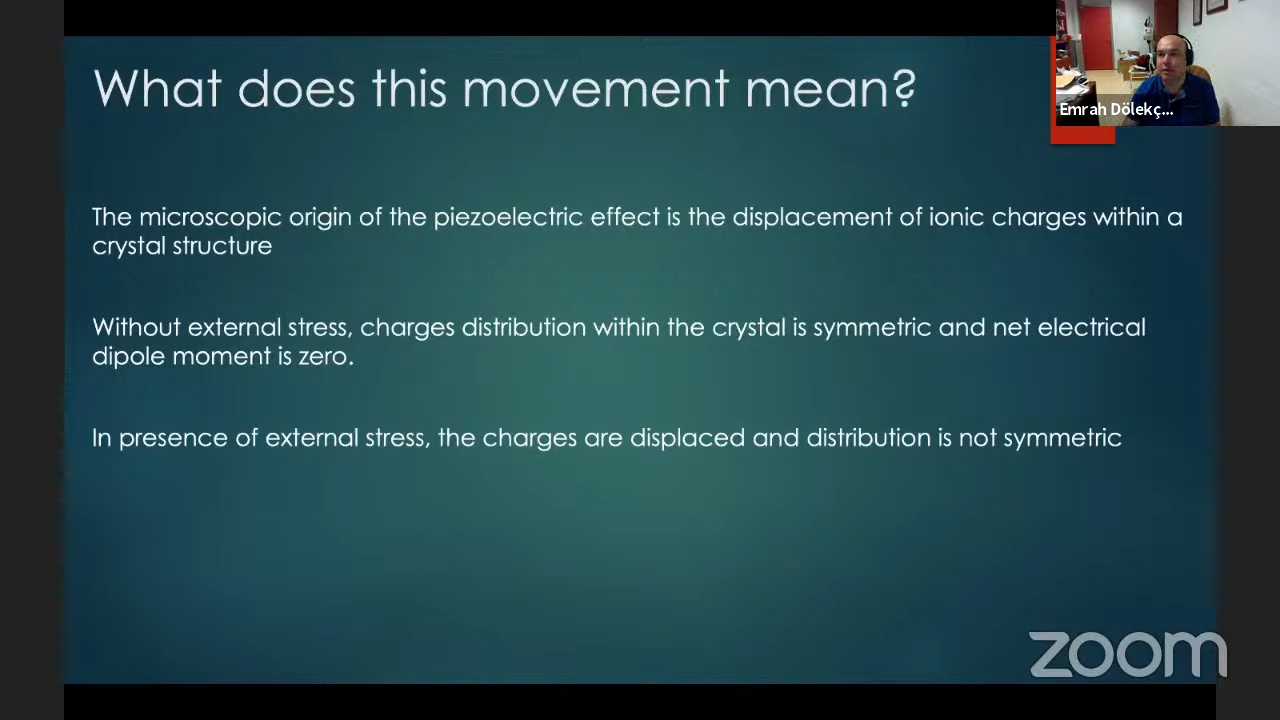 What does this movement mean?
Emrah Dölekç...
The microscopic origin of the piezoelectric effect is the displacement of ionic charges within a
crystal structure
Without external stress, charges distribution within the crystal is symmetric and net electrical
dipole moment is zero.
In presence of external stress, the charges are displaced and distribution is not symmetric
zoom